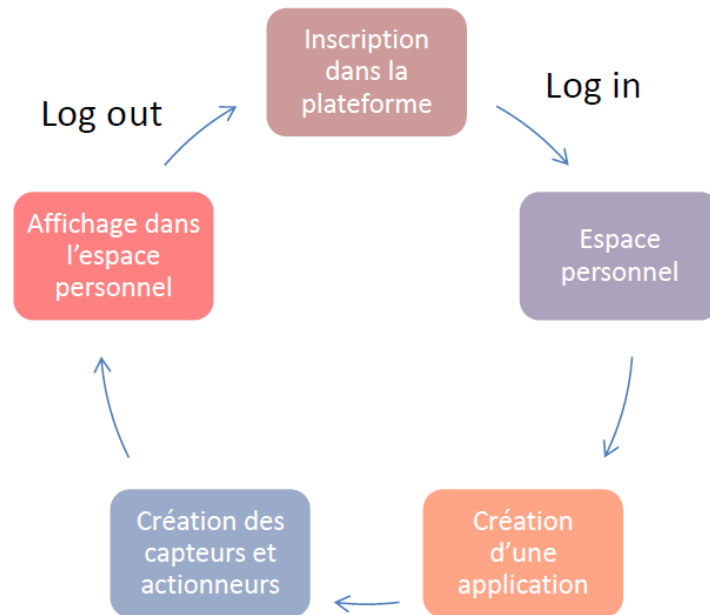 Inscription
dans la
plateforme
Log in
Log out
Affichage dans
l'espace
personnel
Espace
personnel
Création des
capteurs et
actionneurs
Création
d'une
application